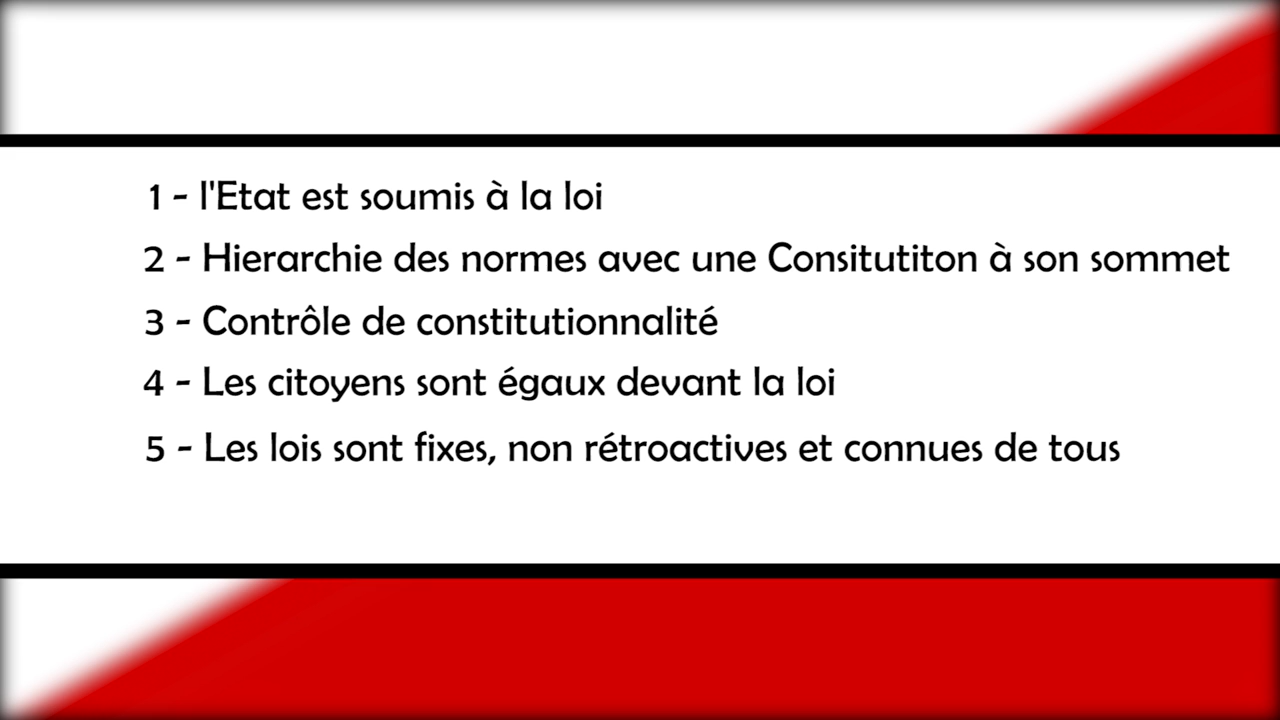 1 - l'Etat est soumis à la loi
2 - Hierarchie des normes avec une Consitutiton à son sommet
3 - Contrôle de constitutionnalité
4 - Les citoyens sont égaux devant la loi
5 - Les lois sont fixes, non rétroactives et connues de tous